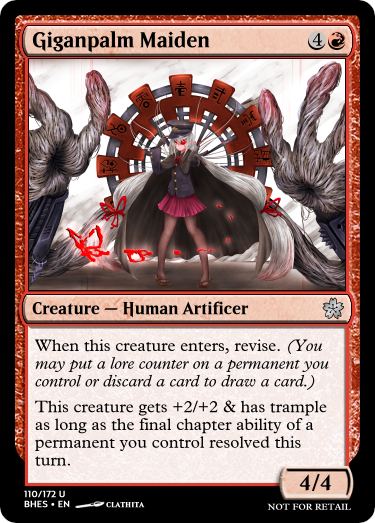 Giganpalm Maiden 4
Creature — Human Artificer
When this creature enters, revise. (You
may put a lore counter on a permanent you
control or discard a card to draw a card.)
This creature gets +2/+2 & has trample
as long as the final chapter ability of a
permanent you control resolved this
turn.
4/4
110/172 U
BHES • EN CLATHITA
NOT FOR RETAIL